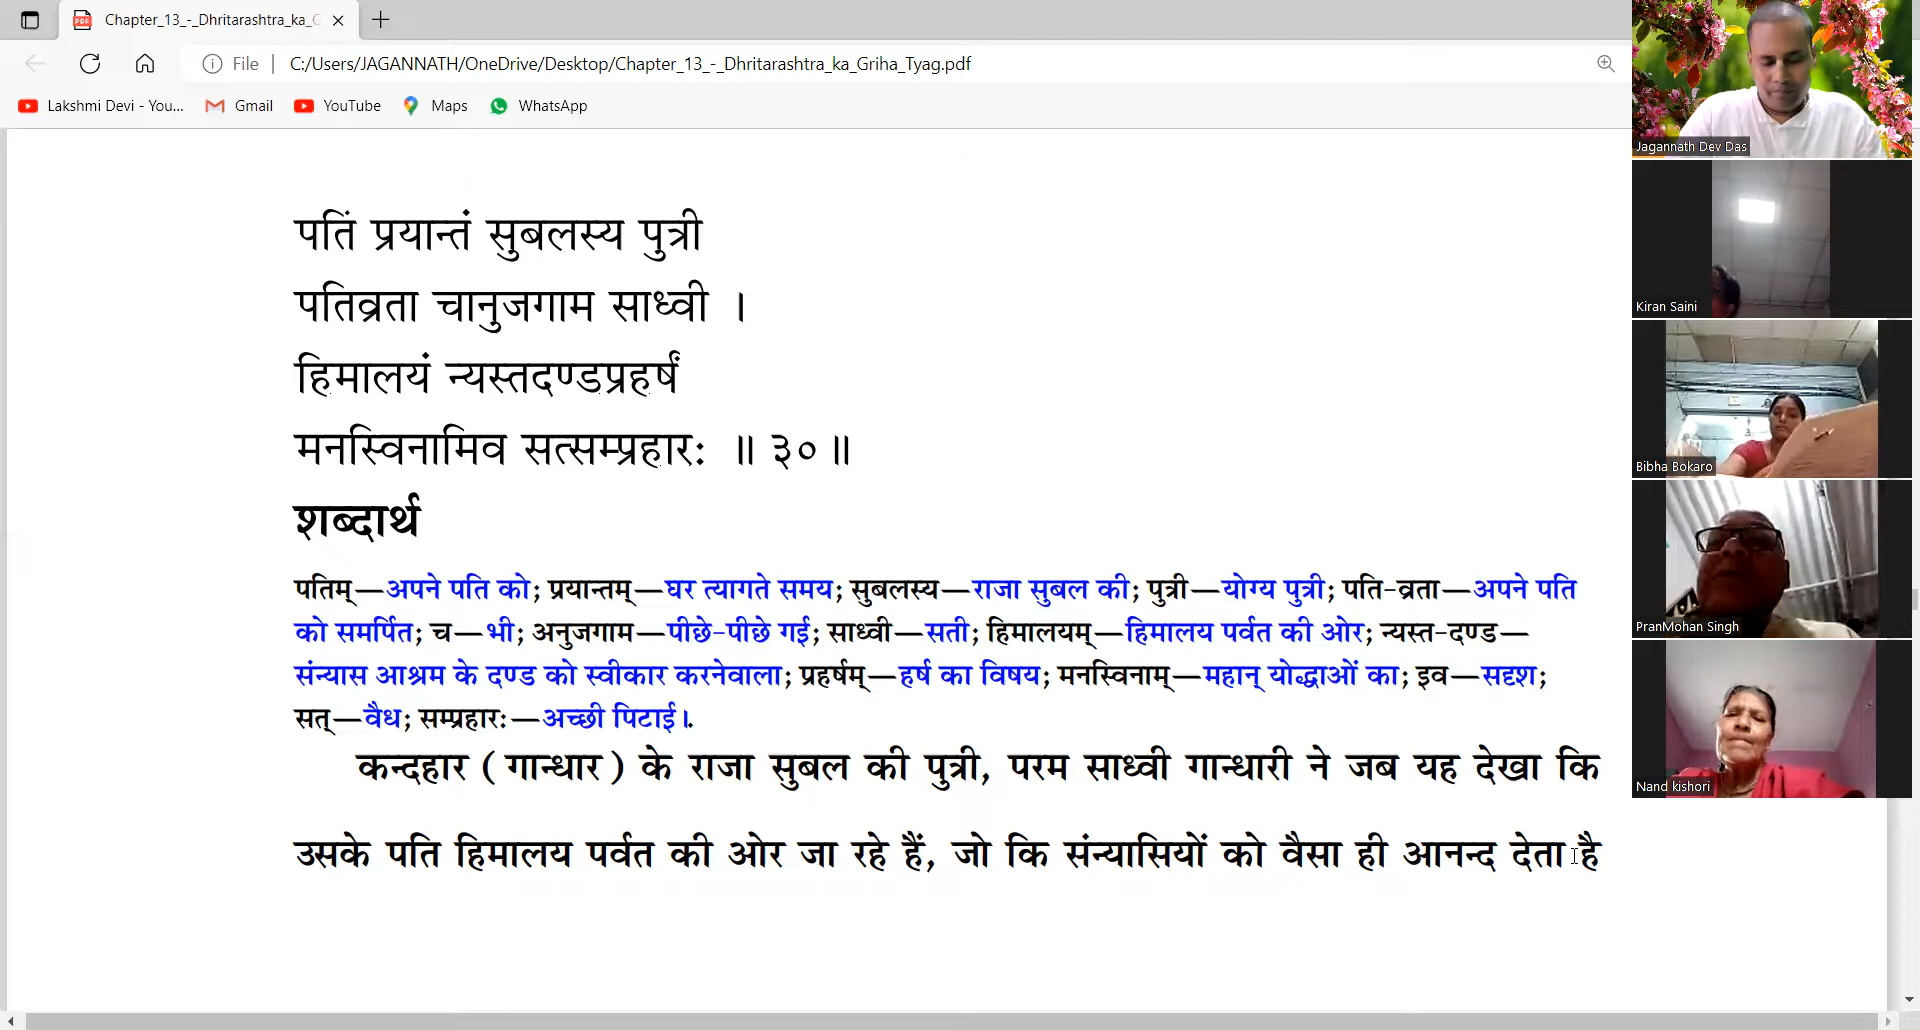 Chapter_13_-_Dhritarashtra_ka_G
File
C:/Users/JAGANNATH/OneDrive/Desktop/Chapter_13_-_Dhritarashtra_ka_Griha_Tyag.pdf
Lakshmi Devi - You... Gmail YouTube Maps WhatsApp
पतिं प्रयान्तं सुबलस्य पुत्री
पतिव्रता चानुजगाम साध्वी ।
हिमालयं न्यस्तदण्डप्रहर्षं
मनस्विनामिव सत्सम्प्रहारः ॥ ३० ॥
शब्दार्थ
पतिम्—अपने पति को; प्रयान्तम्—घर त्यागते समय; सुबलस्य—राजा सुबल की; पुत्री—योग्य पुत्री; पति-व्रता—अपने पति
को समर्पित; च—भी; अनुजगाम—पीछे-पीछे गई; साध्वी—सती; हिमालयम्—हिमालय पर्वत की ओर; न्यस्त-दण्ड—
संन्यास आश्रम के दण्ड को स्वीकार करनेवाला; प्रहर्षम्—हर्ष का विषय; मनस्विनाम्—महान् योद्धाओं का; इव—सदृश;
सत्—वैध; सम्प्रहारः—अच्छी पिटाई।.
कन्दहार ( गान्धार ) के राजा सुबल की पुत्री, परम साध्वी गान्धारी ने जब यह देखा कि
उसके पति हिमालय पर्वत की ओर जा रहे हैं, जो कि संन्यासियों को वैसा ही आनन्द देता है
Jagannath Dev Das
Kiran Saini
Bibha Bokaro
PranMohan Singh
Nand kishori